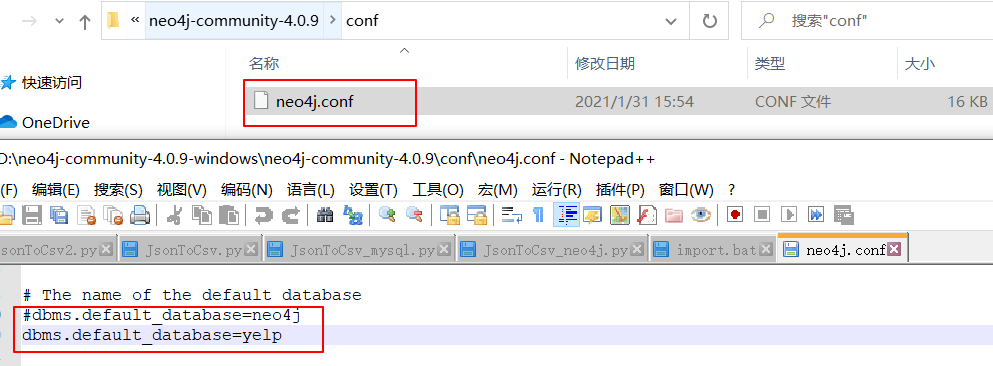 « neo4j-community-4.0.9 › conf
搜索"conf"
名称 修改日期 类型 大小
快速访问
neo4j.conf 2021/1/31 15:54 CONF 文件 16 KB
OneDrive
D:\neo4j-community-4.0.9-windows\neo4j-community-4.0.9\conf\neo4j.conf - Notepad++
(F) 编辑(E) 搜索(S) 视图(V) 编码(N) 语言(L) 设置(T) 工具(O) 宏(M) 运行(R) 插件(P) 窗口(W) ?
sonToCsv2.py JsonToCsv.py JsonToCsv_mysql.py JsonToCsv_neo4j.py import.bat neo4j.conf
# The name of the default database
#dbms.default_database=neo4j
dbms.default_database=yelp